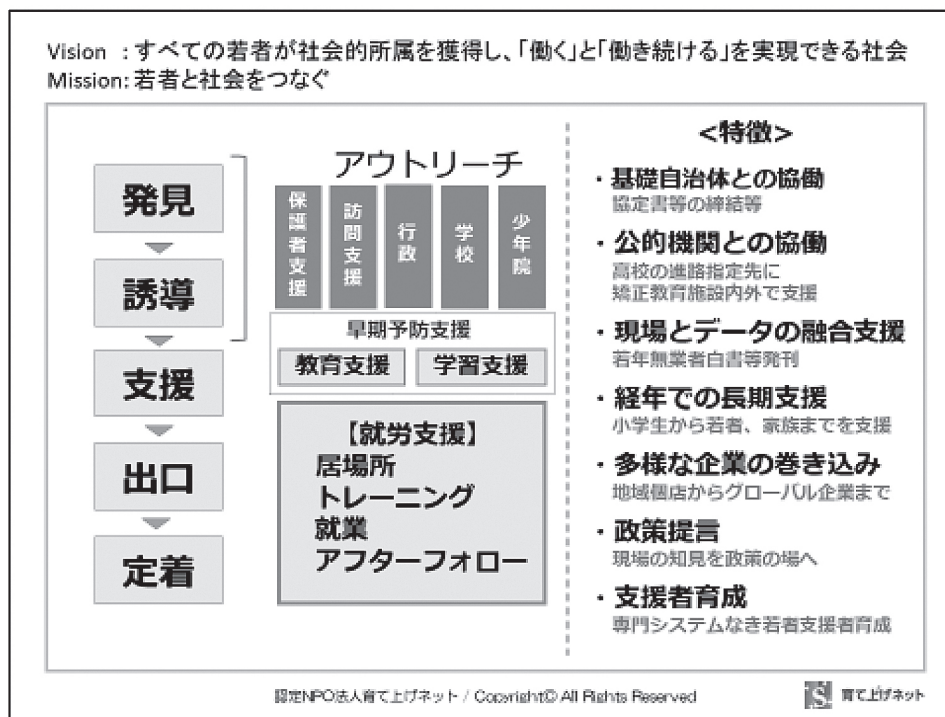 Vision : すべての若者が社会的所属を獲得し、「働く」と「働き続ける」を実現できる社会
Mission: 若者と社会をつなぐ
発見
誘導
支援
出口
定着
アウトリーチ
保護者支援
訪問支援
行政
学校
少年院
早期予防支援
教育支援
学習支援
【就労支援】
居場所
トレーニング
就業
アフターフォロー
<特徴>
・基礎自治体との協働
協定書等の締結等
・公的機関との協働
高校の進路指定先に
矯正教育施設内外で支援
・現場とデータの融合支援
若年無業者白書等発刊
・経年での長期支援
小学生から若者、家族までを支援
・多様な企業の巻き込み
地域個店からグローバル企業まで
・政策提言
現場の知見を政策の場へ
・支援者育成
専門システムなき若者支援者育成
認定NPO法人育て上げネット / Copyright© All Rights Reserved
育て上げネット